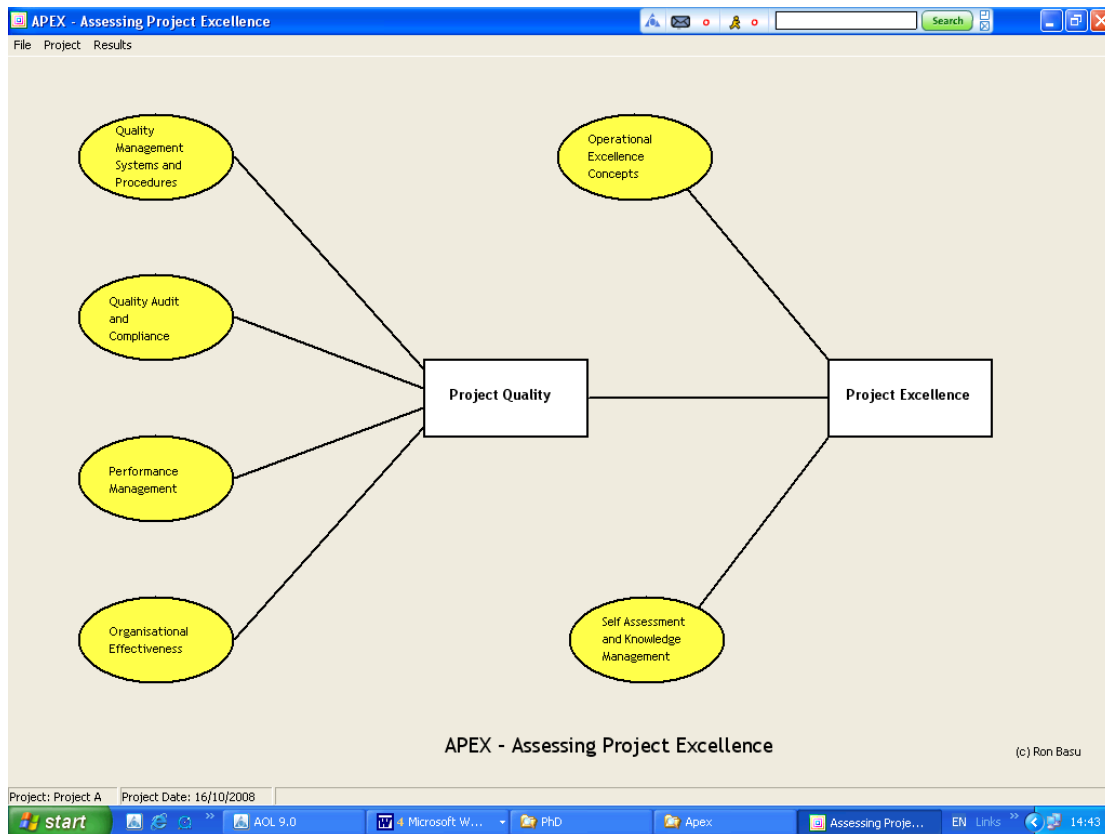 APEX - Assessing Project Excellence
Search
File Project Results
Quality
Management
Systems and
Procedures
Operational
Excellence
Concepts
Quality Audit
and
Compliance
Project Quality
Project Excellence
Performance
Management
Organisational
Effectiveness
Self Assessment
and Knowledge
Management
APEX - Assessing Project Excellence
(c) Ron Basu
Project: Project A Project Date: 16/10/2008
start AOL 9.0 4 Microsoft W... PhD Apex Assessing Proje... EN Links 14:43